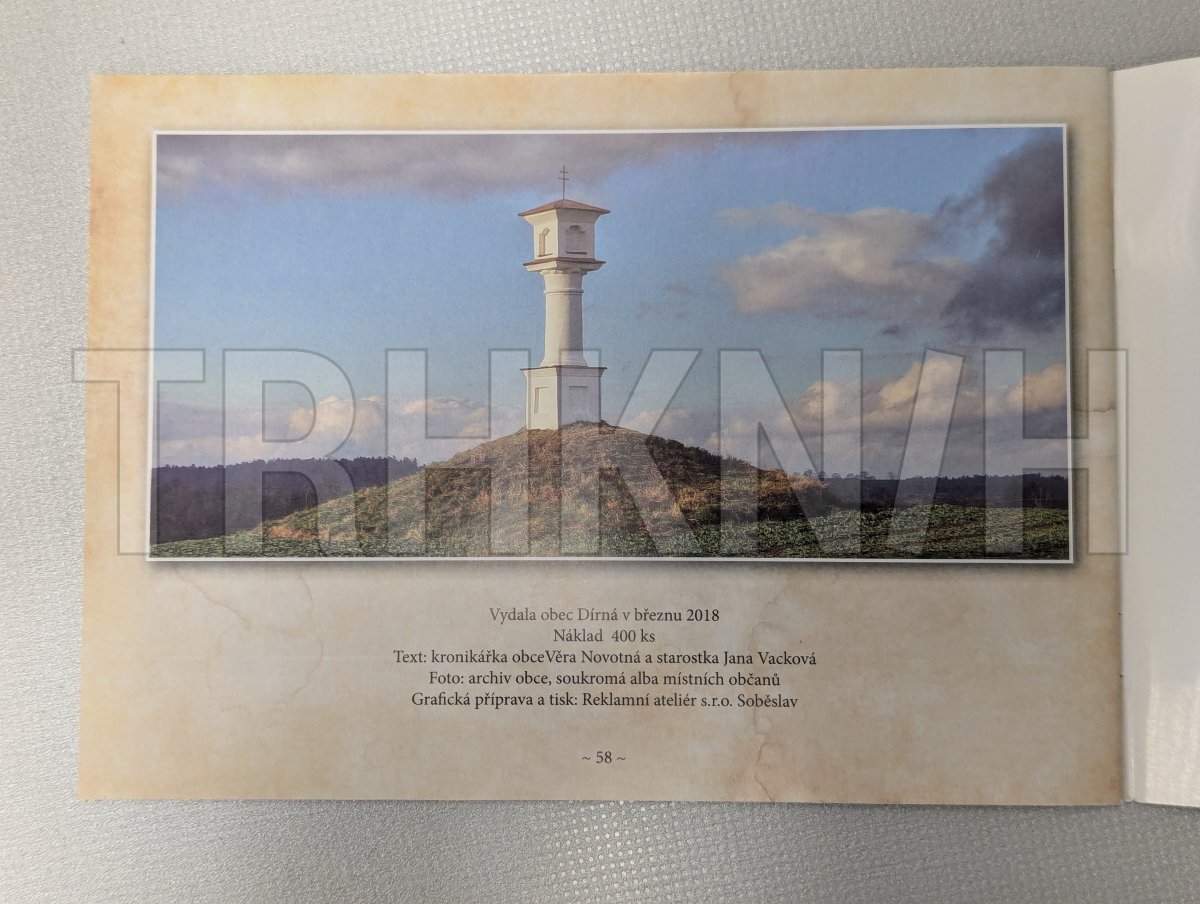 TRHKNIH
Vydala obec Dírná v březnu 2018
Náklad 400 ks
Text: kronikářka obceVěra Novotná a starostka Jana Vacková
Foto: archiv obce, soukromá alba místních občanů
Grafická příprava a tisk: Reklamní ateliér s.r.o. Soběslav
~ 58 ~